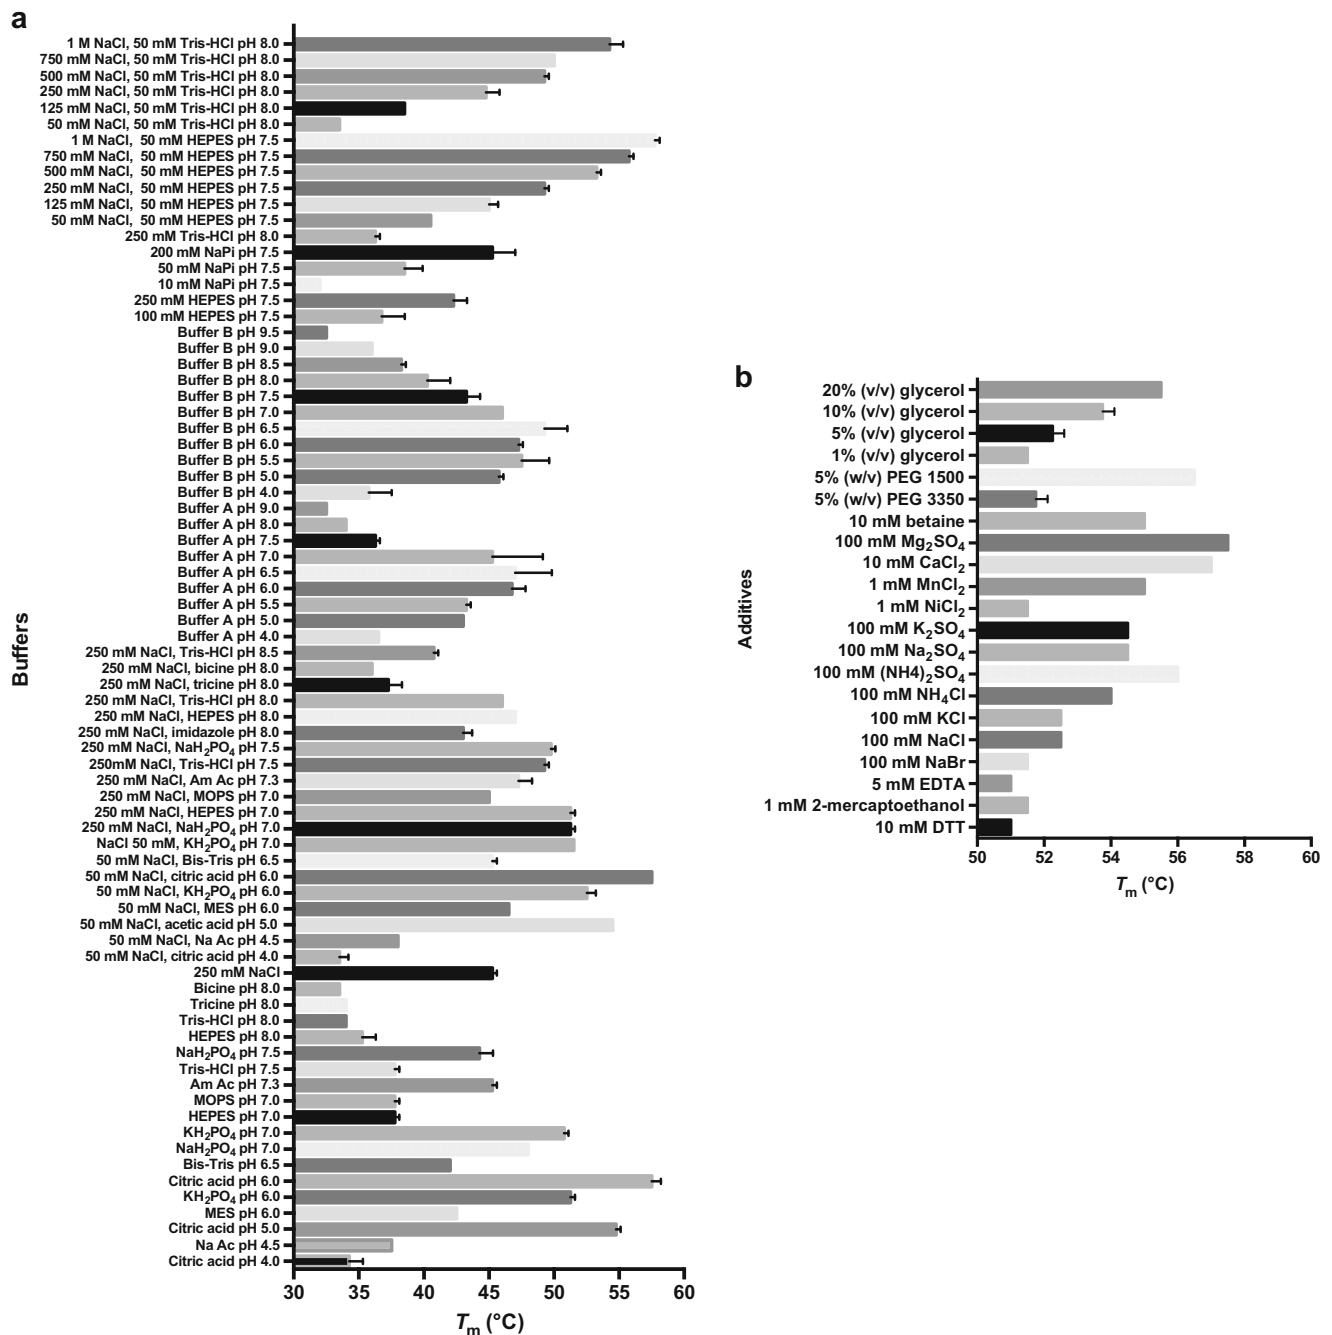 a
1 M NaCl, 50 mM Tris-HCl pH 8.0
750 mM NaCl, 50 mM Tris-HCl pH 8.0
500 mM NaCl, 50 mM Tris-HCl pH 8.0
250 mM NaCl, 50 mM Tris-HCl pH 8.0
125 mM NaCl, 50 mM Tris-HCl pH 8.0
50 mM NaCl, 50 mM Tris-HCl pH 8.0
1 M NaCl, 50 mM HEPES pH 7.5
750 mM NaCl, 50 mM HEPES pH 7.5
500 mM NaCl, 50 mM HEPES pH 7.5
250 mM NaCl, 50 mM HEPES pH 7.5
125 mM NaCl, 50 mM HEPES pH 7.5
50 mM NaCl, 50 mM HEPES pH 7.5
250 mM Tris-HCl pH 8.0
200 mM NaPi pH 7.5
50 mM NaPi pH 7.5
10 mM NaPi pH 7.5
250 mM HEPES pH 7.5
100 mM HEPES pH 7.5
Buffer B pH 9.5
Buffer B pH 9.0
Buffer B pH 8.5
Buffer B pH 8.0
Buffer B pH 7.5
Buffer B pH 7.0
Buffer B pH 6.5
Buffer B pH 6.0
Buffer B pH 5.5
Buffer B pH 5.0
Buffer B pH 4.0
Buffer A pH 9.0
Buffer A pH 8.0
Buffer A pH 7.5
Buffer A pH 7.0
Buffer A pH 6.5
Buffer A pH 6.0
Buffer A pH 5.5
Buffer A pH 5.0
Buffer A pH 4.0
250 mM NaCl, Tris-HCl pH 8.5
250 mM NaCl, bicine pH 8.0
250 mM NaCl, tricine pH 8.0
250 mM NaCl, Tris-HCl pH 8.0
250 mM NaCl, HEPES pH 8.0
250 mM NaCl, imidazole pH 8.0
250 mM NaCl, NaH₂PO₄ pH 7.5
250mM NaCl, Tris-HCl pH 7.5
250 mM NaCl, Am Ac pH 7.3
250 mM NaCl, MOPS pH 7.0
250 mM NaCl, HEPES pH 7.0
250 mM NaCl, NaH₂PO₄ pH 7.0
NaCl 50 mM, KH₂PO₄ pH 7.0
50 mM NaCl, Bis-Tris pH 6.5
50 mM NaCl, citric acid pH 6.0
50 mM NaCl, KH₂PO₄ pH 6.0
50 mM NaCl, MES pH 6.0
50 mM NaCl, acetic acid pH 5.0
50 mM NaCl, Na Ac pH 4.5
50 mM NaCl, citric acid pH 4.0
250 mM NaCl
Bicine pH 8.0
Tricine pH 8.0
Tris-HCl pH 8.0
HEPES pH 8.0
NaH₂PO₄ pH 7.5
Tris-HCl pH 7.5
Am Ac pH 7.3
MOPS pH 7.0
HEPES pH 7.0
KH₂PO₄ pH 7.0
NaH₂PO₄ pH 7.0
Bis-Tris pH 6.5
Citric acid pH 6.0
KH₂PO₄ pH 6.0
MES pH 6.0
Citric acid pH 5.0
Na Ac pH 4.5
Citric acid pH 4.0
Buffers
30 35 40 45 50 55 60
Tm (°C)
b
20% (v/v) glycerol
10% (v/v) glycerol
5% (v/v) glycerol
1% (v/v) glycerol
5% (w/v) PEG 1500
5% (w/v) PEG 3350
10 mM betaine
100 mM Mg₂SO₄
10 mM CaCl₂
1 mM MnCl₂
1 mM NiCl₂
100 mM K₂SO₄
100 mM Na₂SO₄
100 mM (NH4)₂SO₄
100 mM NH₄Cl
100 mM KCl
100 mM NaCl
100 mM NaBr
5 mM EDTA
1 mM 2-mercaptoethanol
10 mM DTT
Additives
50 52 54 56 58 60
Tm (°C)